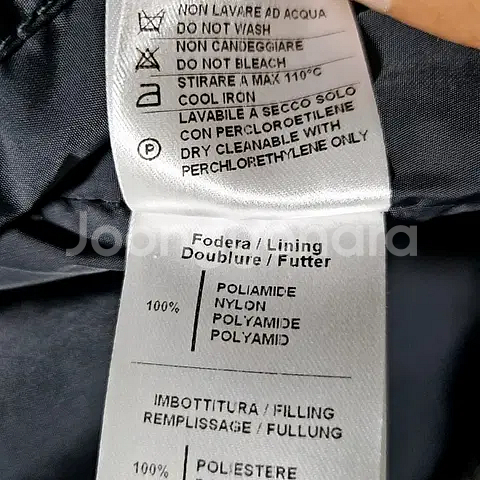 NON LAVARE AD ACQUA
DO NOT WASH
NON CANDEGGIARE
DO NOT BLEACH
STIRARE A MAX 110°C
COOL IRON
LAVABILE A SECCO SOLO
CON PERCLOROETILENE
P DRY CLEANABLE WITH
PERCHLORETHYLENE ONLY
Joonggonara
Fodera / Lining
Doublure / Futter
100%
POLIAMIDE
NYLON
POLYAMIDE
POLYAMID
IMBOTTITURA / FILLING
REMPLISSAGE / FULLUNG
100%
POLIESTERE